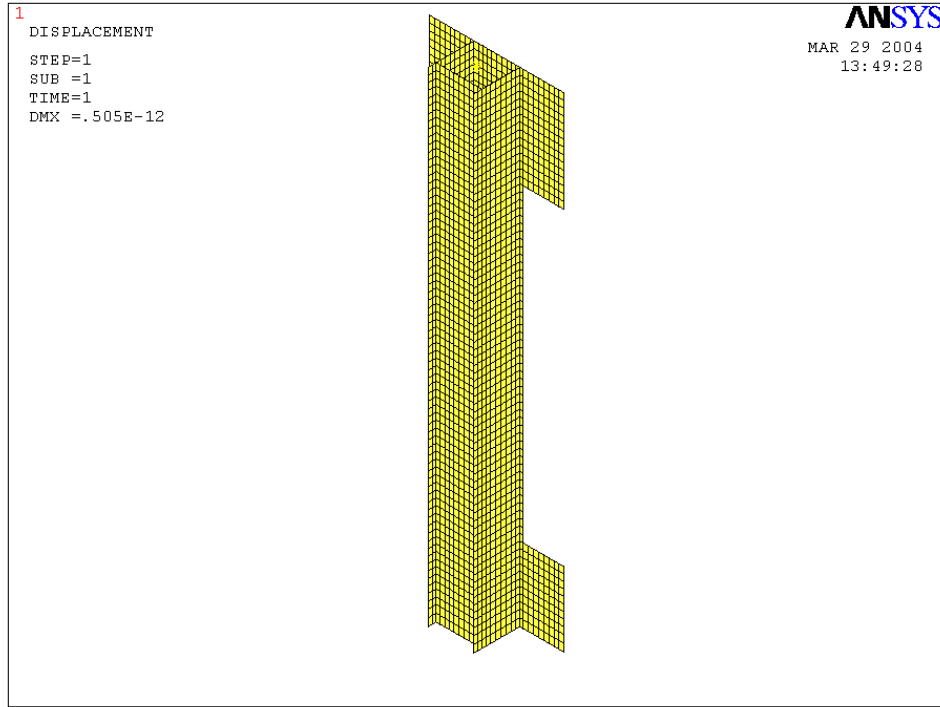 1
DISPLACEMENT
STEP=1
SUB =1
TIME=1
DMX =.505E-12
ANSYS
MAR 29 2004
13:49:28